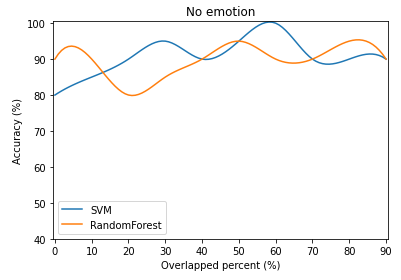 No emotion
Accuracy (%)
100
90
80
70
60
50
40
SVM
RandomForest
0 10 20 30 40 50 60 70 80 90
Overlapped percent (%)